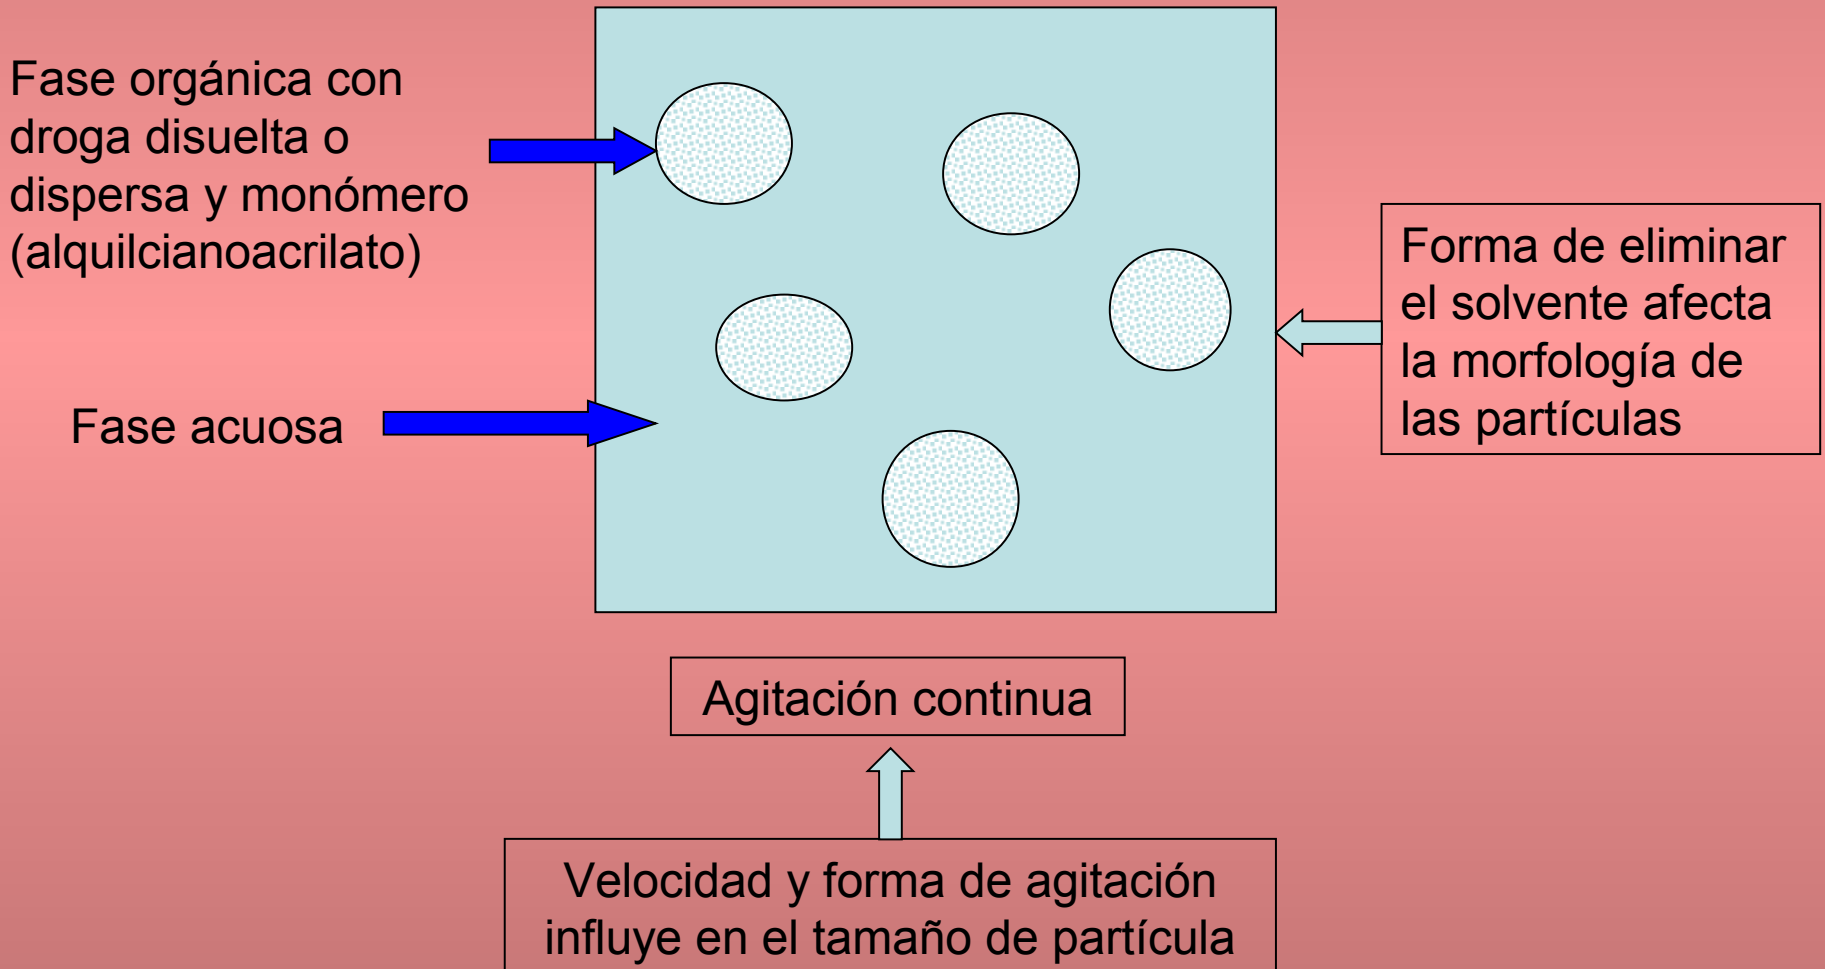 Fase orgánica con
droga disuelta o
dispersa y monómero
(alquilcianoacrilato)
Fase acuosa
Forma de eliminar
el solvente afecta
la morfología de
las partículas
Agitación continua
Velocidad y forma de agitación
influye en el tamaño de partícula